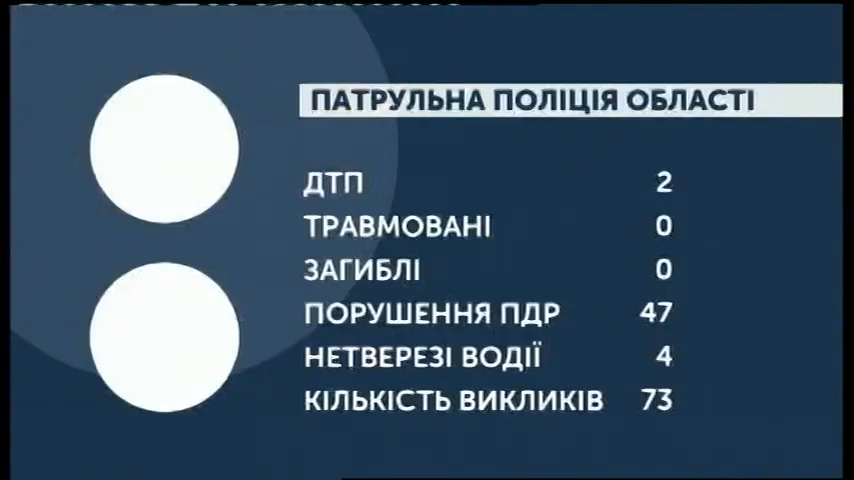 ПАТРУЛЬНА ПОЛІЦІЯ ОБЛАСТІ
ДТП 2
ТРАВМОВАНІ 0
ЗАГИБЛІ 0
ПОРУШЕННЯ ПДР 47
НЕТВЕРЕЗІ ВОДІЇ 4
КІЛЬКІСТЬ ВИКЛИКІВ 73